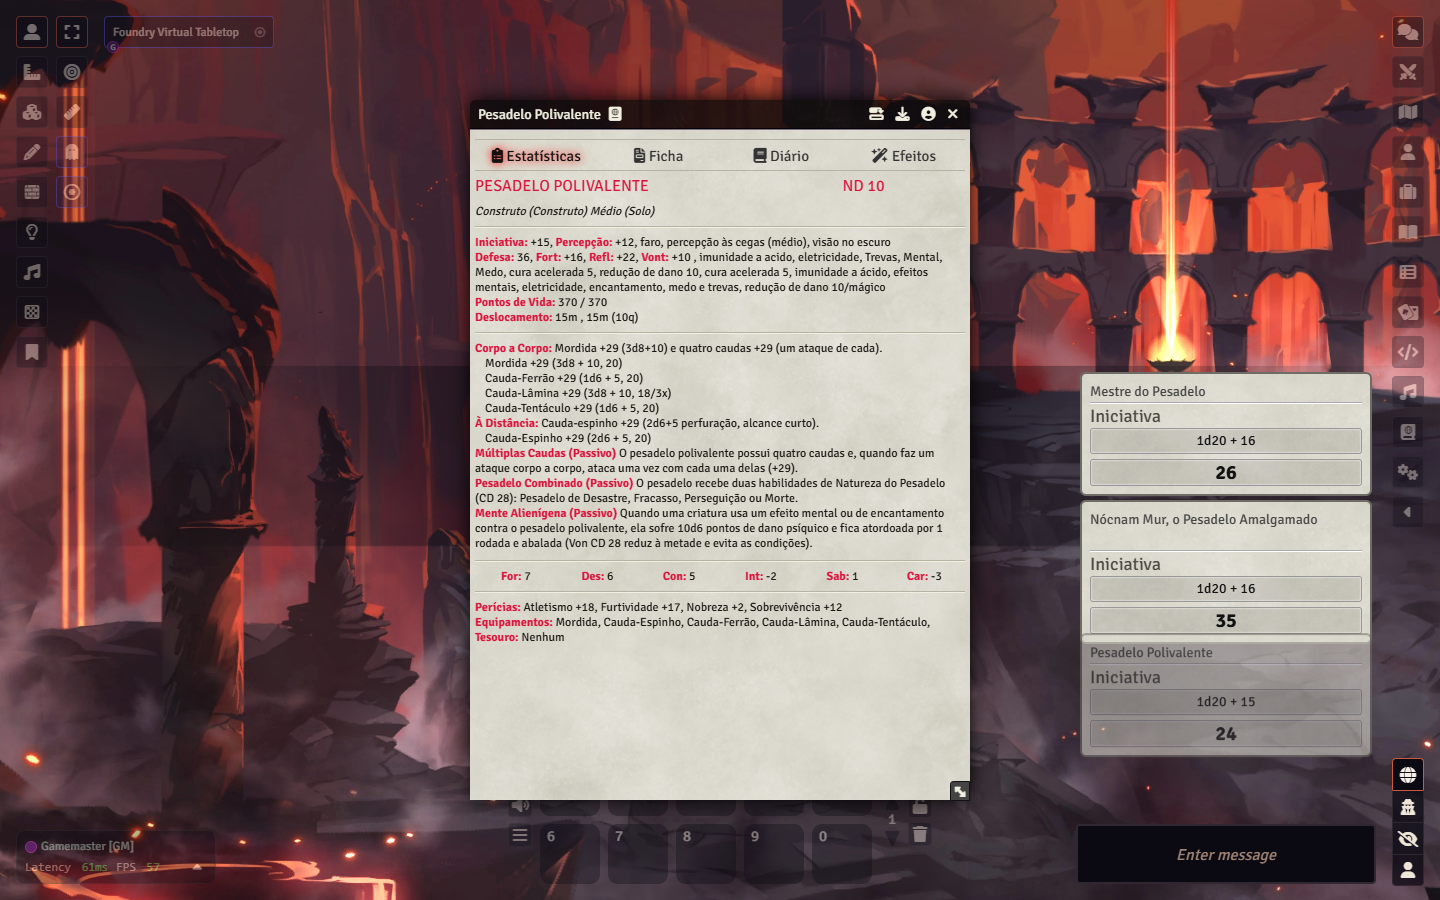 Foundry Virtual Tabletop
G
Pesadelo Polivalente
Estatísticas
Ficha
Diário
Efeitos
PESADELO POLIVALENTE
ND 10
Construto (Construto) Médio (Solo)
Iniciativa: +15, Percepção: +12, faro, percepção às cegas (médio), visão no escuro
Defesa: 36, Fort: +16, Refl: +22, Vont: +10 , imunidade a acido, eletricidade, Trevas, Mental,
Medo, cura acelerada 5, redução de dano 10, cura acelerada 5, imunidade a ácido, efeitos
mentais, eletricidade, encantamento, medo e trevas, redução de dano 10/mágico
Pontos de Vida: 370 / 370
Deslocamento: 15m , 15m (10q)
Corpo a Corpo: Mordida +29 (3d8+10) e quatro caudas +29 (um ataque de cada).
Mordida +29 (3d8 + 10, 20)
Cauda-Ferrão +29 (1d6 + 5, 20)
Cauda-Lâmina +29 (3d8 + 10, 18/3x)
Cauda-Tentáculo +29 (1d6 + 5, 20)
À Distância: Cauda-espinho +29 (2d6+5 perfuração, alcance curto).
Cauda-Espinho +29 (2d6 + 5, 20)
Múltiplas Caudas (Passivo) O pesadelo polivalente possui quatro caudas e, quando faz um
ataque corpo a corpo, ataca uma vez com cada uma delas (+29).
Pesadelo Combinado (Passivo) O pesadelo recebe duas habilidades de Natureza do Pesadelo
(CD 28): Pesadelo de Desastre, Fracasso, Perseguição ou Morte.
Mente Alienígena (Passivo) Quando uma criatura usa um efeito mental ou de encantamento
contra o pesadelo polivalente, ela sofre 10d6 pontos de dano psíquico e fica atordoada por 1
rodada e abalada (Von CD 28 reduz à metade e evita as condições).
For: 7
Des: 6
Con: 5
Int: -2
Sab: 1
Car: -3
Perícias: Atletismo +18, Furtividade +17, Nobreza +2, Sobrevivência +12
Equipamentos: Mordida, Cauda-Espinho, Cauda-Ferrão, Cauda-Lâmina, Cauda-Tentáculo,
Tesouro: Nenhum
Mestre do Pesadelo
Iniciativa
1d20 + 16
26
Nócnam Mur, o Pesadelo Amalgamado
Iniciativa
1d20 + 16
35
Pesadelo Polivalente
Iniciativa
1d20 + 15
24
6
7
8
9
0
1
Gamemaster [GM]
Latency 61ms FPS 57
Enter message